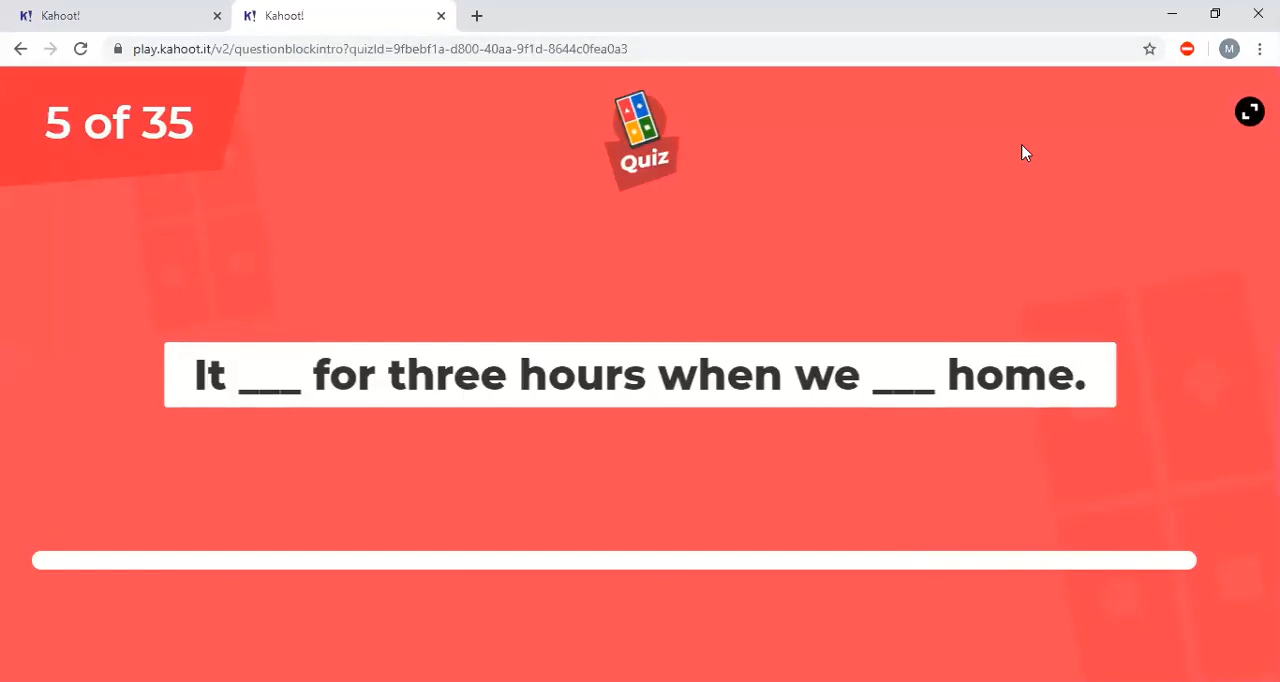 K! Kahoot!
K! Kahoot!
play.kahoot.it/v2/questionblockintro?quizId=9fbebf1a-d800-40aa-9f1d-8644c0fea0a3
M
5 of 35
Quiz
It ___ for three hours when we ___ home.